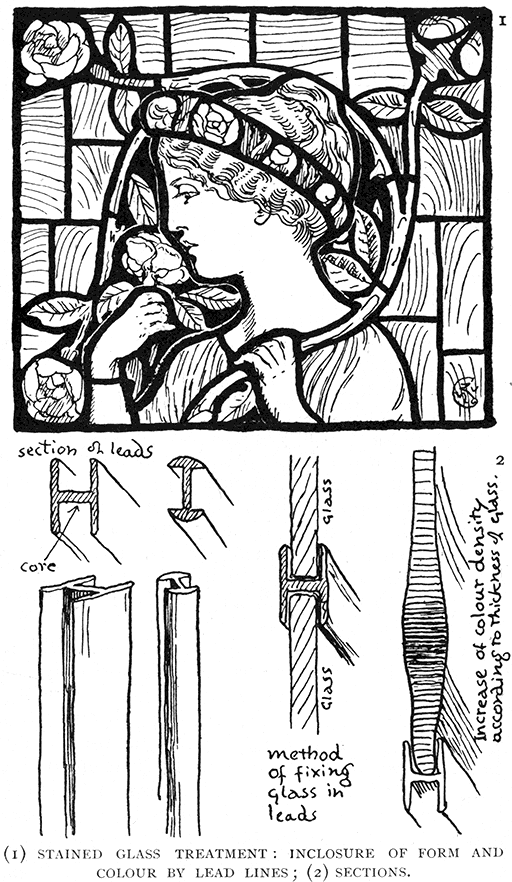 1
section of leads
2
core
Glass
Glass
Increase of colour density
according to thickness of glass.
method
of fixing
glass in
leads
(1) STAINED GLASS TREATMENT: INCLOSURE OF FORM AND
COLOUR BY LEAD LINES; (2) SECTIONS.